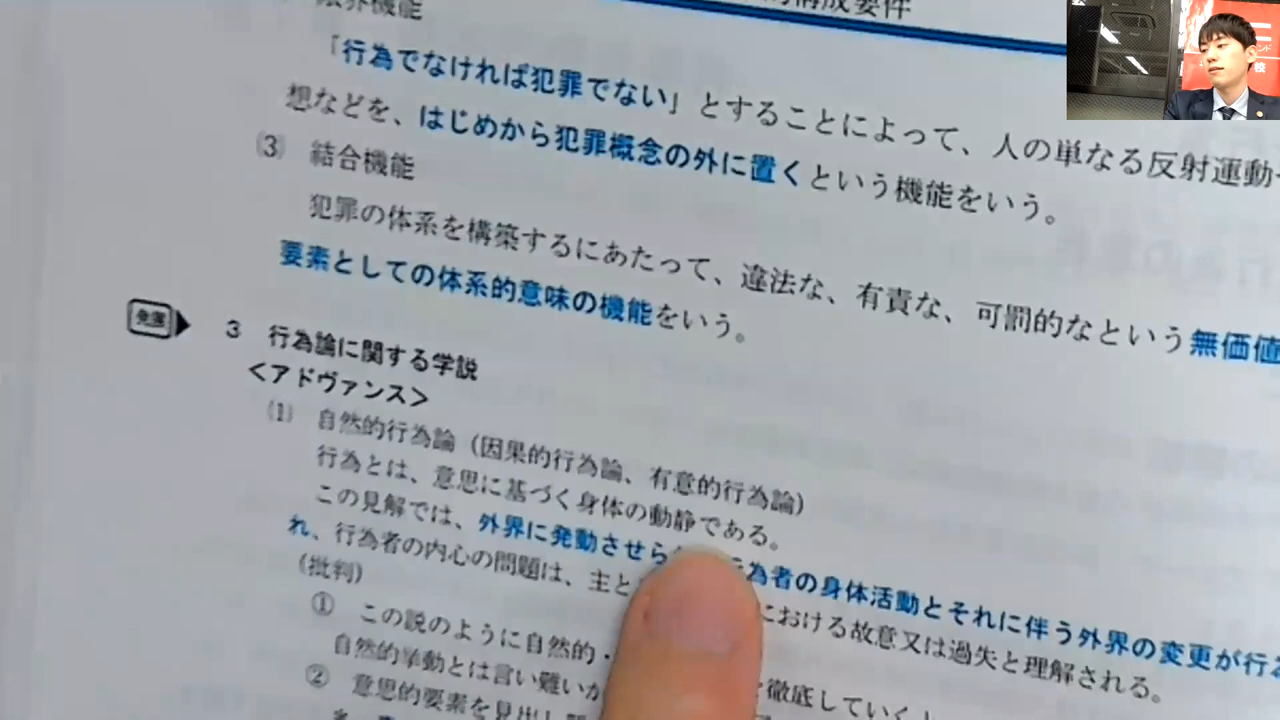 限界機能
構成要件
「行為でなければ犯罪でない」とすることによって、人の単なる反射運動
想などを、はじめから犯罪概念の外に置くという機能をいう。
(3) 結合機能
犯罪の体系を構築するにあたって、違法な、有責な、可罰的なという無価値
要素としての体系的意味の機能をいう。
3 行為論に関する学説
<アドヴァンス>
(1) 自然的行為論（因果的行為論、有意的行為論）
行為とは、意思に基づく身体の動静である。
この見解では、外界に発動させら 為者の身体活動とそれに伴う外界の変更が行
れ、行為者の内心の問題は、主と における故意又は過失と理解される。
(批判)
① この説のように自然的・ を徹底していくと
自然的挙動とは言い難い
② 意思的要素を見出し
校